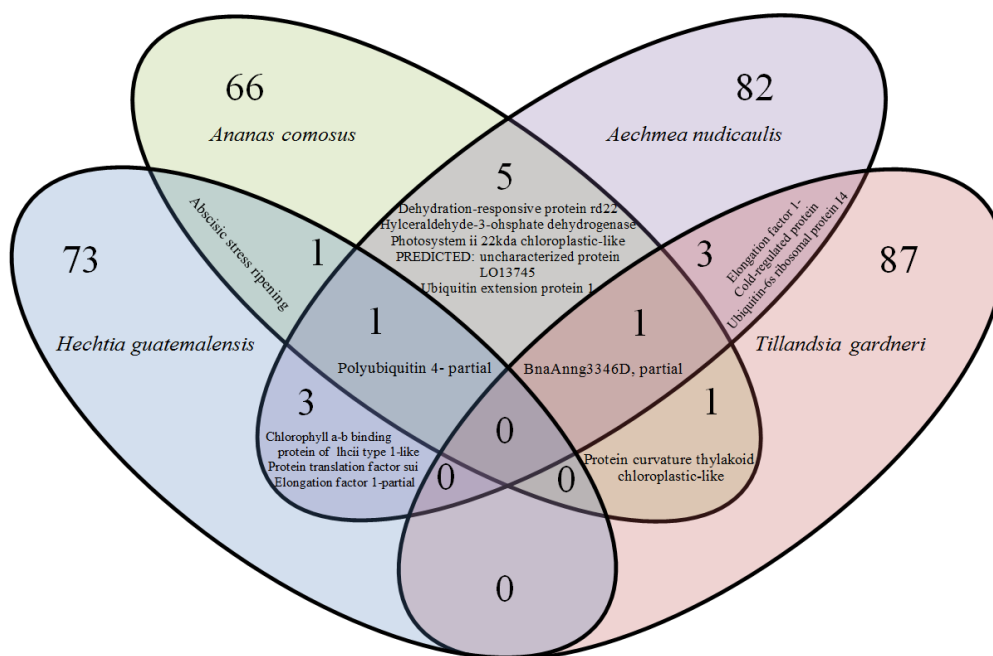 66
82
Ananas comosus
Aechmea nudicaulis
5
Dehydration-responsive protein rd22
Hylceraldehyde-3-ohsphate dehydrogenase
Photosystem ii 22kda chloroplastic-like
PREDICTED: uncharacterized protein
LO13745
Ubiquitin extension protein 1
73
1
Abscisic stress ripening
3
Elongation factor 1-
Cold-regulated protein
Ubiquitin-6s ribosomal protein I4
87
Hechtia guatemalensis
1
Polyubiquitin 4- partial
1
BnaAnng3346D, partial
Tillandsia gardneri
3
Chlorophyll a-b binding
protein of lhcii type 1-like
Protein translation factor sui
Elongation factor 1-partial
0
0
0
1
Protein curvature thylakoid
chloroplastic-like
0